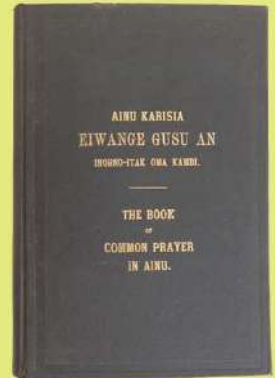 AINU KARISIA
EIWANGE GUSU AN
INONNO-ITAK OMA KAMBI.
THE BOOK
OF
COMMON PRAYER
IN AINU.